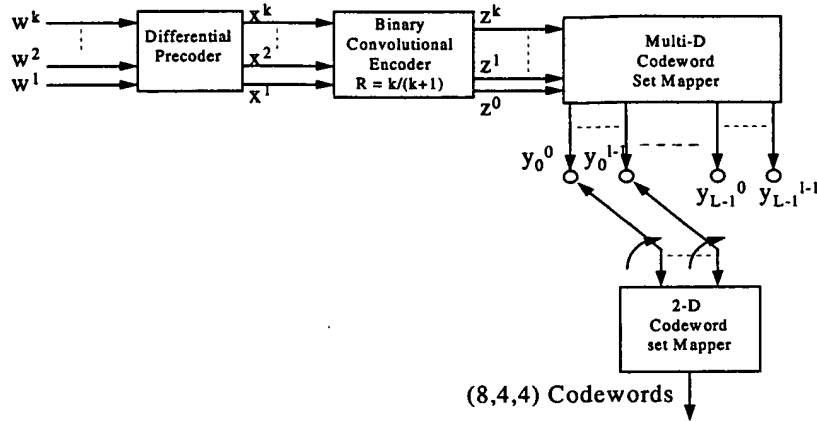 w^k
w^2
w^1
Differential
Precoder
x^k
x^2
x^1
Binary
Convolutional
Encoder
R = k/(k+1)
z^k
z^1
z^0
Multi-D
Codeword
Set Mapper
y_0^0
y_0^{l-1}
y_{L-1}^0
y_{L-1}^{l-1}
2-D
Codeword
set Mapper
(8,4,4) Codewords